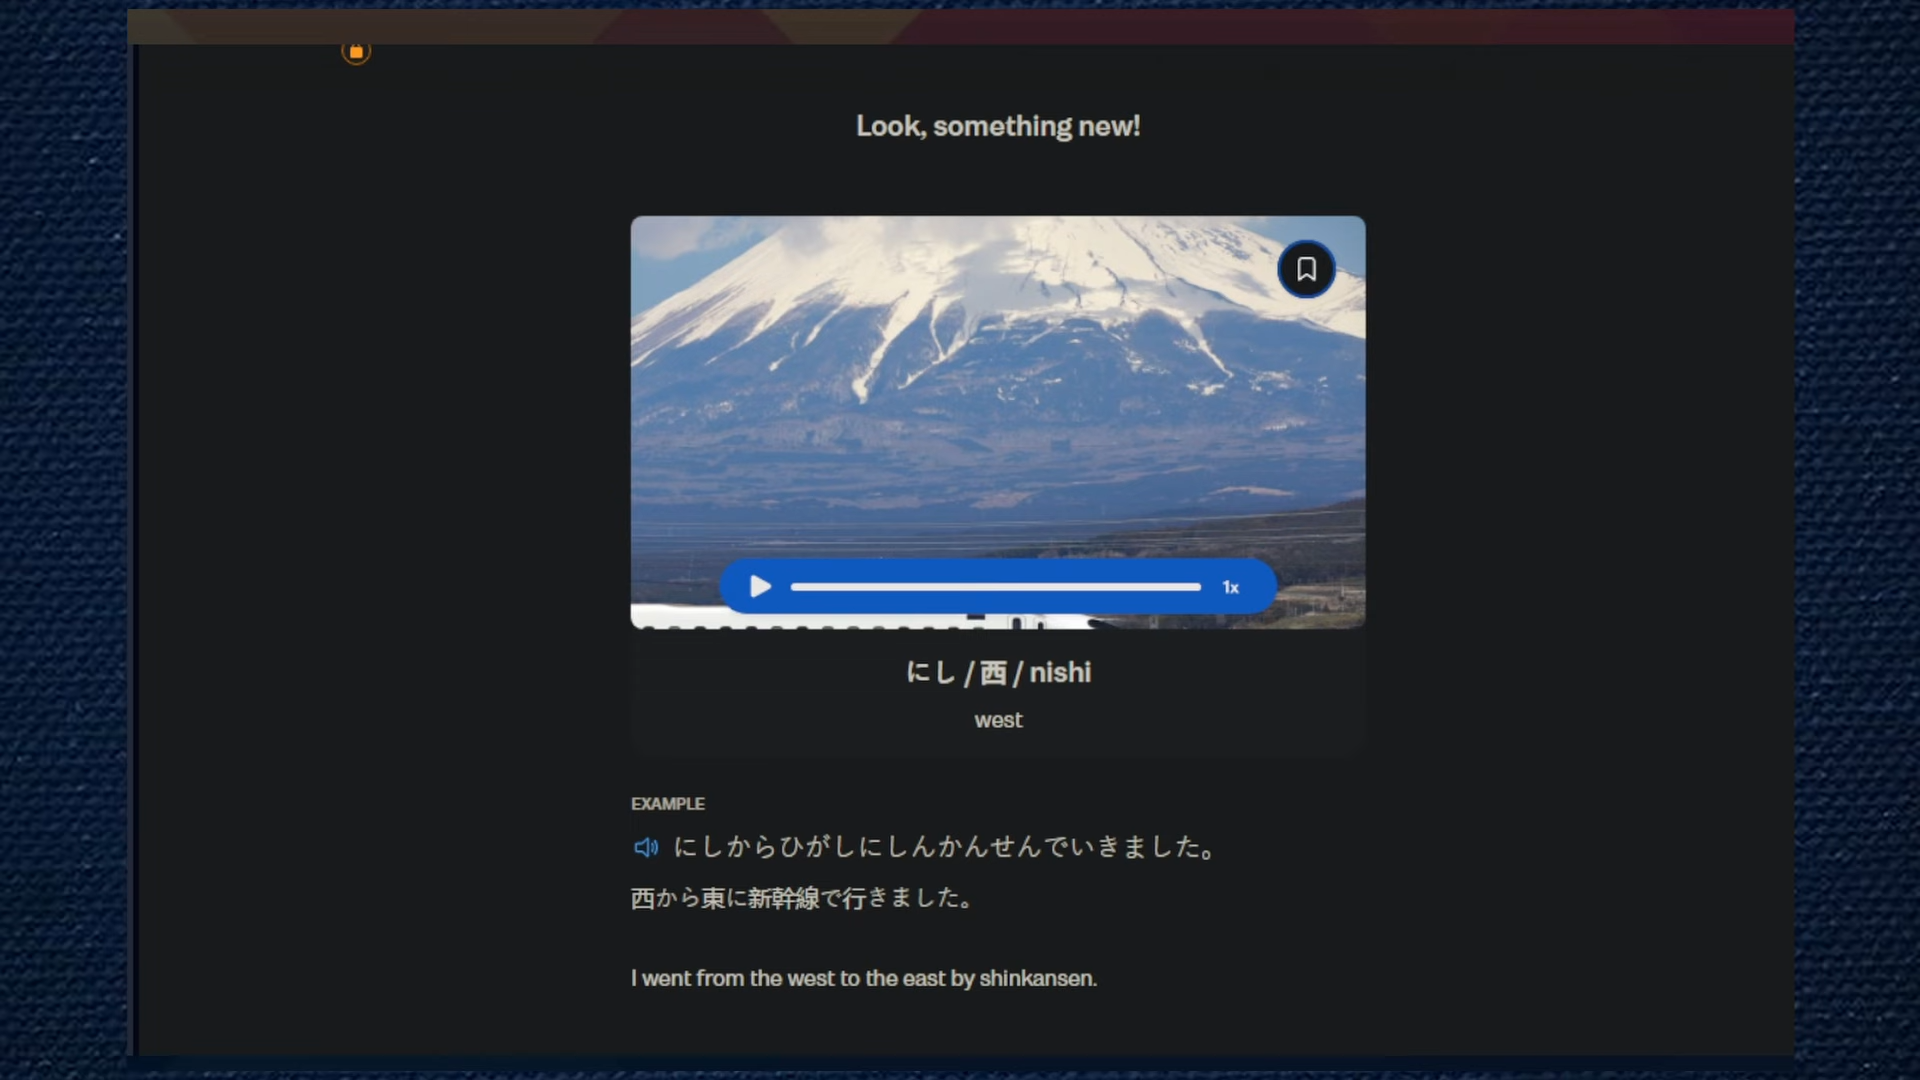 Look, something new!
1x
にし / 西 / nishi
west
EXAMPLE
にしからひがしにしんかんせんでいきました。
西から東に新幹線で行きました。
I went from the west to the east by shinkansen.